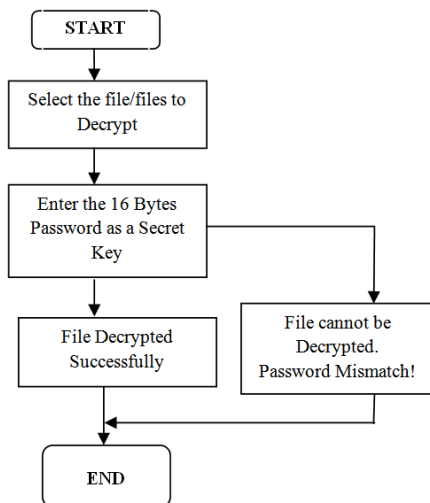 START
Select the file/files to
Decrypt
Enter the 16 Bytes
Password as a Secret
Key
File Decrypted
Successfully
File cannot be
Decrypted.
Password Mismatch!
END